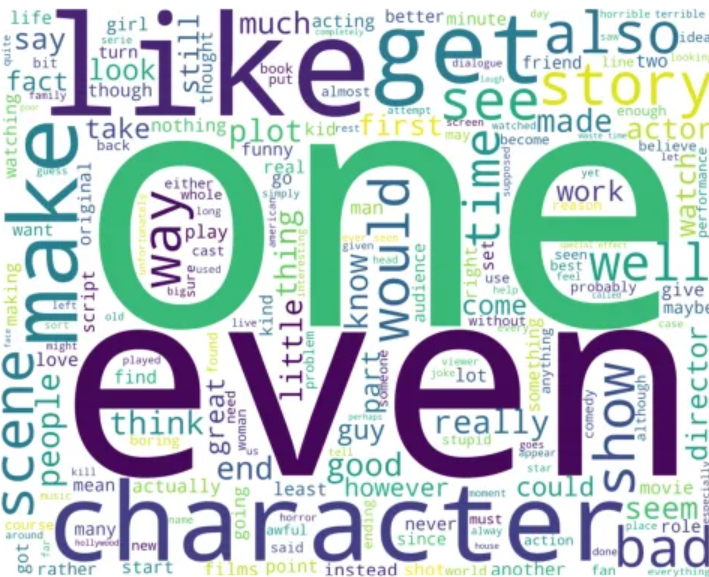 life
girl
serie
turn
say
bit
quite
fact
family
look
though
still
thought
like
much
acting
completely
book
put
almost
get
better
minute
day
also
horrible
terrible
saw
idea
looking
dialogue
laugh
friend
line
two
see
story
watching
poor
guess
take
back
nothing
plot
kid
rest
attempt
first
screen
may
watched
become
made
enough
waste time
actor
believe
let
make
original
want
making
funny
real
go
simply
american
either
whole
long
way
play
cast
used
big
sure
unfortunately
one
man
ever seen
given
head
would
know
audience
thing
interesting
time
supposed
right
set
use
help
come
without
every
yet
work
reason
special effect
seen
best
feel
well
probably
called
give
maybe
case
watch
performance
script
left
sort
face
might
love
old
live
kind
little
problem
part
someone
even
played
find
found
think
boring
great
need
woman
us
perhaps
guy
tell
viewer
joke
lot
really
stupid
goes
appear
star
something
anything
comedy
show
although
director
scene
people
kill
mean
music
actually
end
good
going
least
however
moment
could
movie
seem
especially
character
course
around
got
far
many
hollywood
new
name
horror
awful
said
ending
never
since
must
alway
house
action
done
place
role
bad
rather
start
films
point
instead
shot
world
another
fan
everything